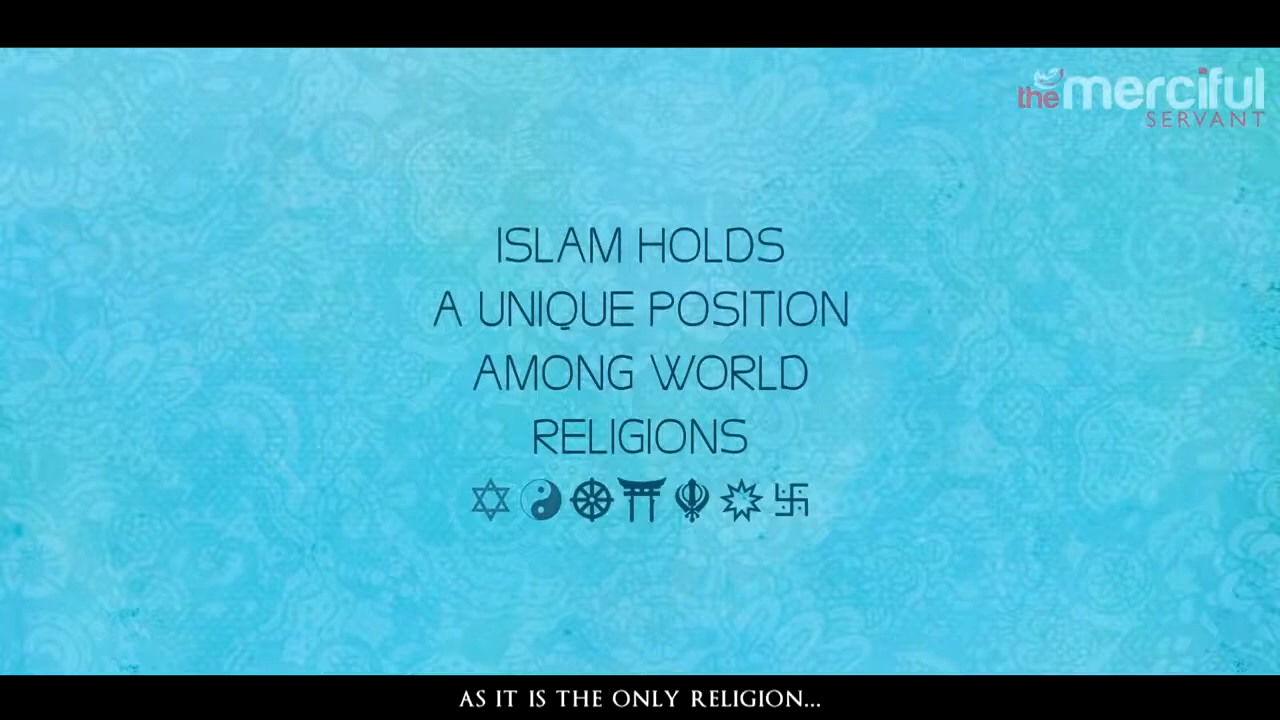 the merciful
SERVANT
ISLAM HOLDS
A UNIQUE POSITION
AMONG WORLD
RELIGIONS
AS IT IS THE ONLY RELIGION...